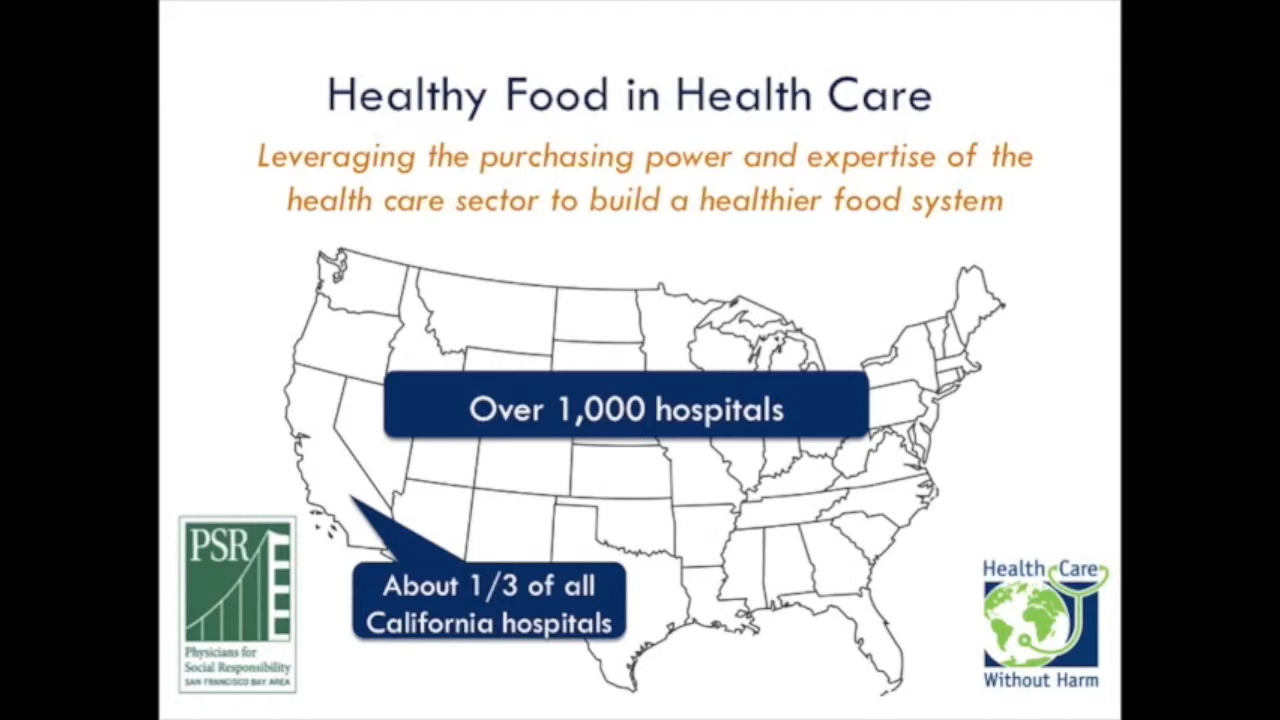 Healthy Food in Health Care
Leveraging the purchasing power and expertise of the
health care sector to build a healthier food system
Over 1,000 hospitals
About 1/3 of all
California hospitals
PSR
Physicians for
Social Responsibility
SAN FRANCISCO BAY AREA
Health Care
Without Harm